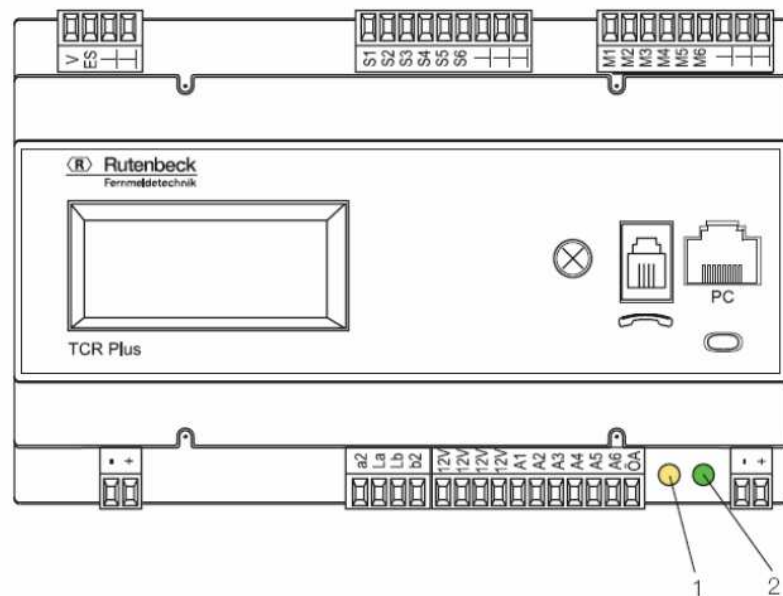 V ES
S1 S2 S3 S4 S5 S6
M1 M2 M3 M4 M5 M6
R Rutenbeck
Fernmeldetechnik
PC
TCR Plus
- +
a2 La Lb b2
12V 12V 12V 12V A1 A2 A3 A4 A5 A6 ÖA
- +
1 2